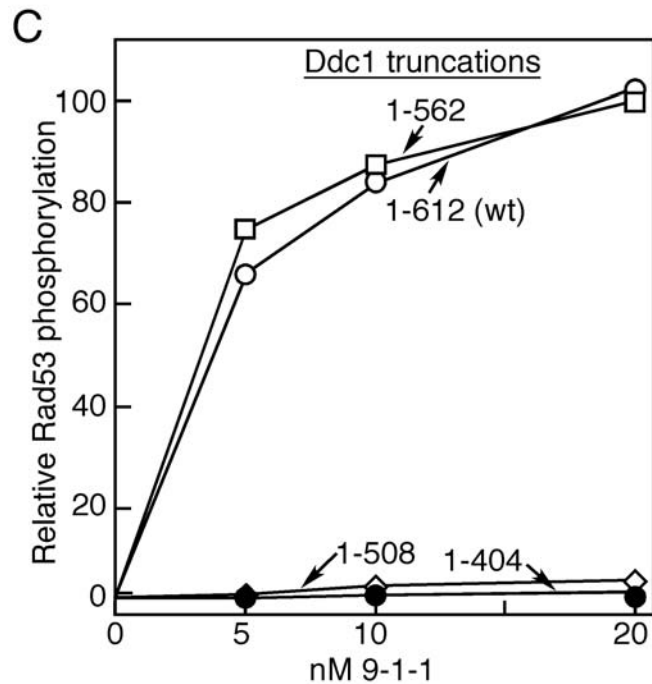 C
Ddc1 truncations
100
1-562
80
1-612 (wt)
60
40
20
1-508
1-404
0
0
5
10
20
Relative Rad53 phosphorylation
nM 9-1-1